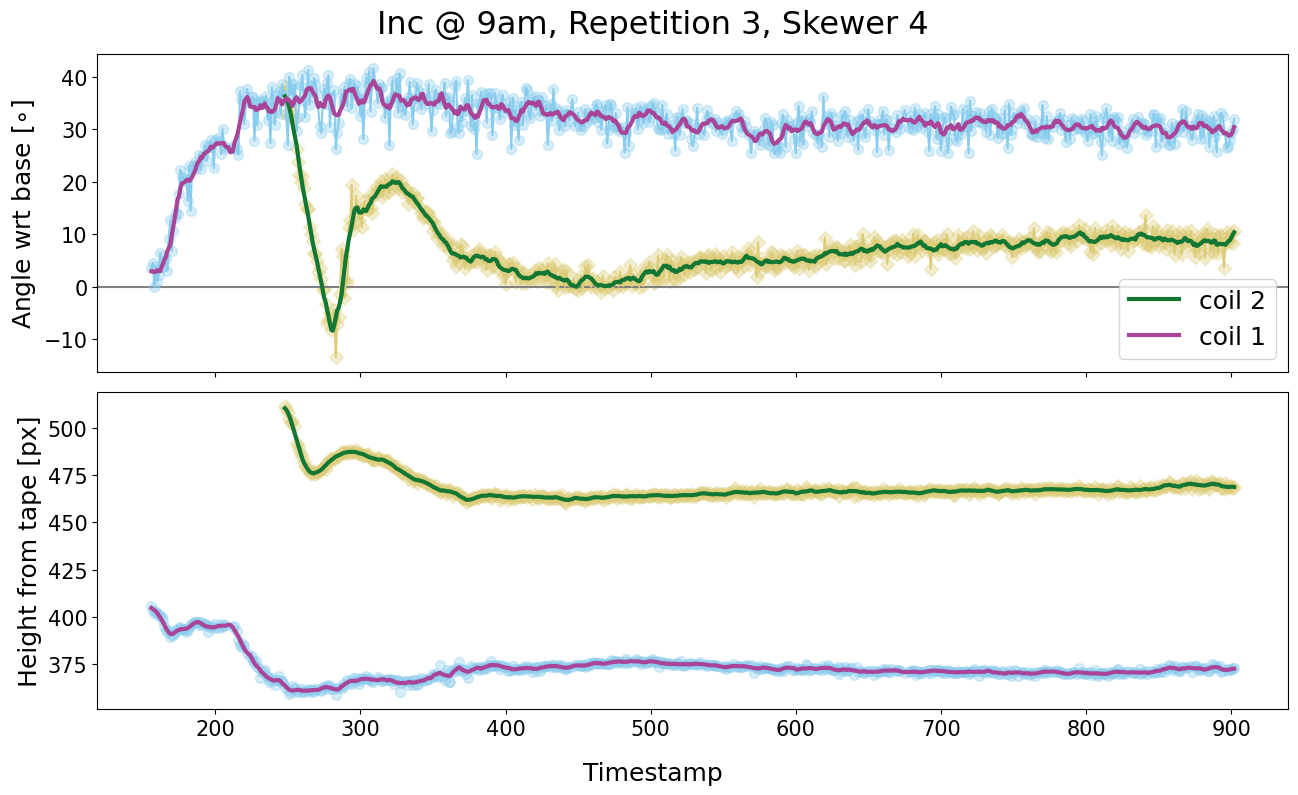 Inc @ 9am, Repetition 3, Skewer 4
Angle wrt base [∘]
40
30
20
10
0
−10
coil 2
coil 1
Height from tape [px]
500
475
450
425
400
375
200 300 400 500 600 700 800 900
Timestamp